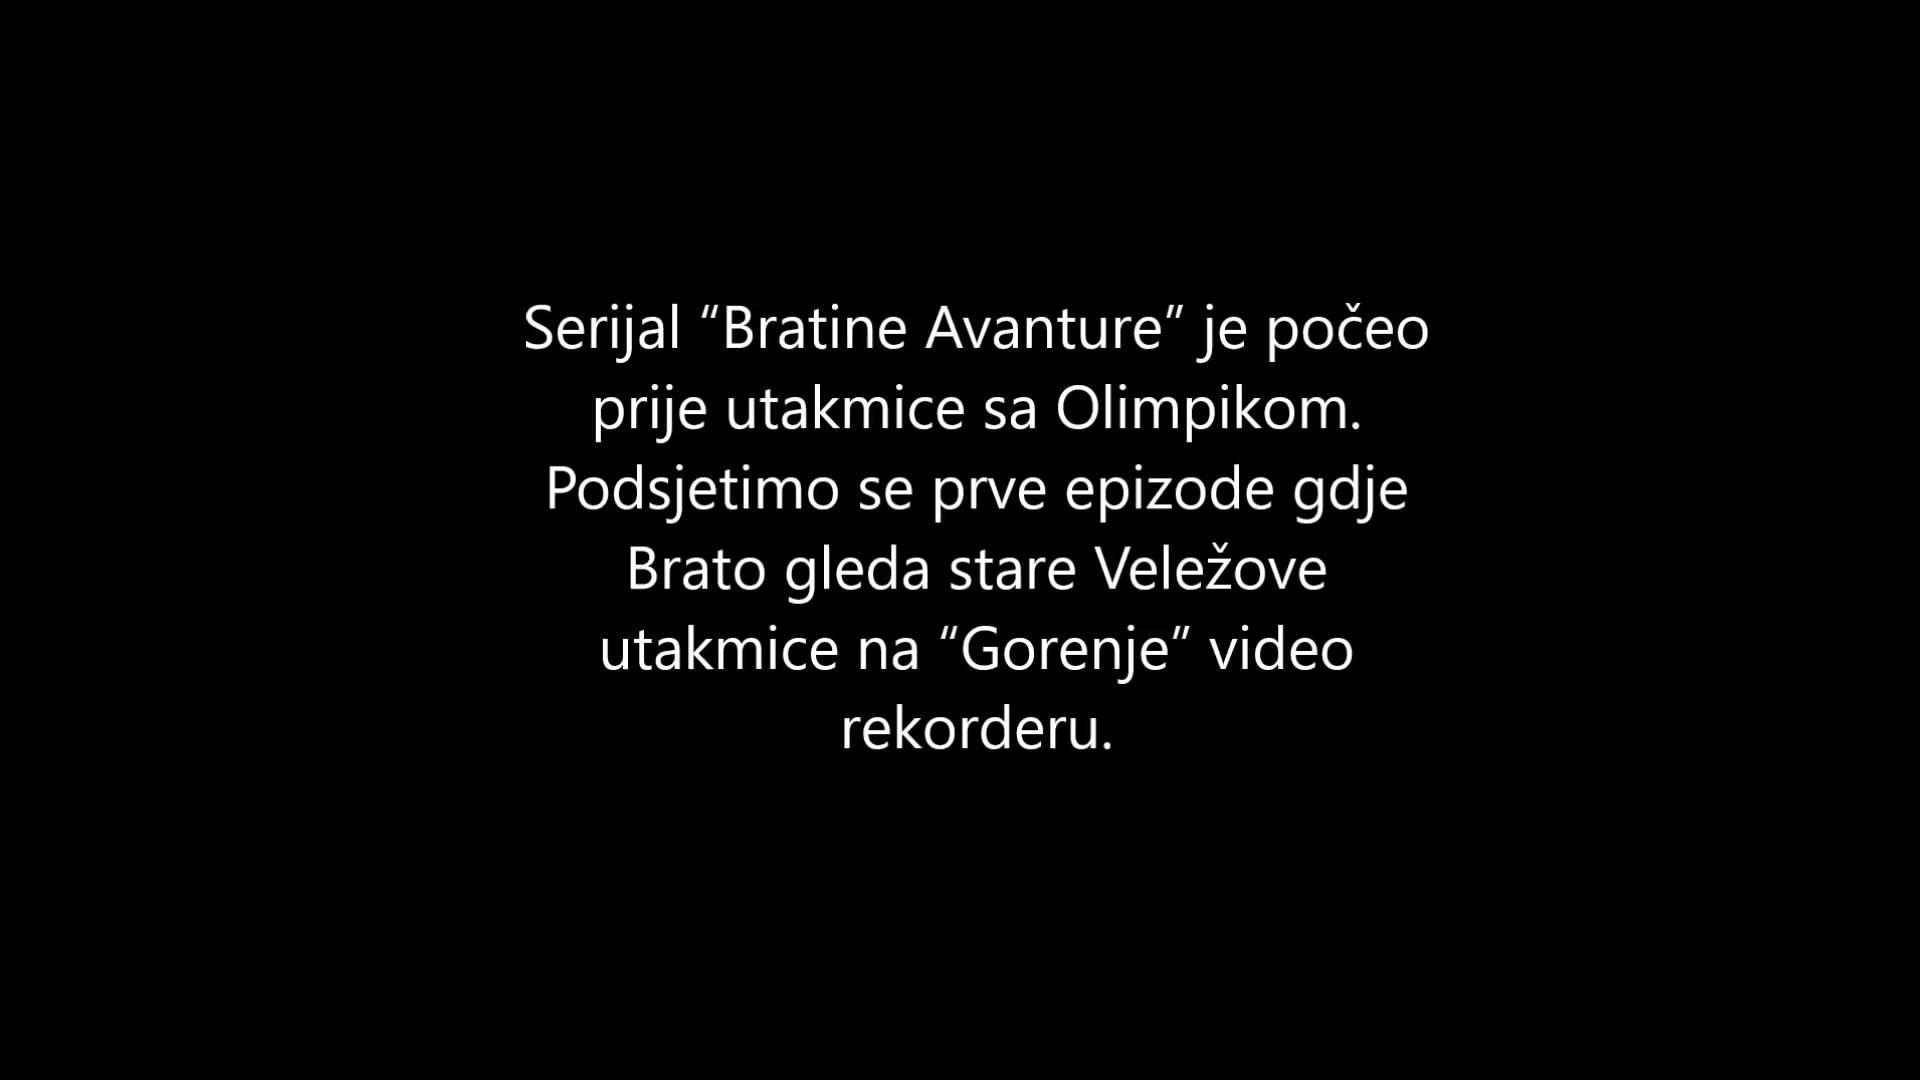 Serijal “Bratine Avanture” je počeo
prije utakmice sa Olimpikom.
Podsjetimo se prve epizode gdje
Brato gleda stare Veležove
utakmice na “Gorenje” video
rekorderu.